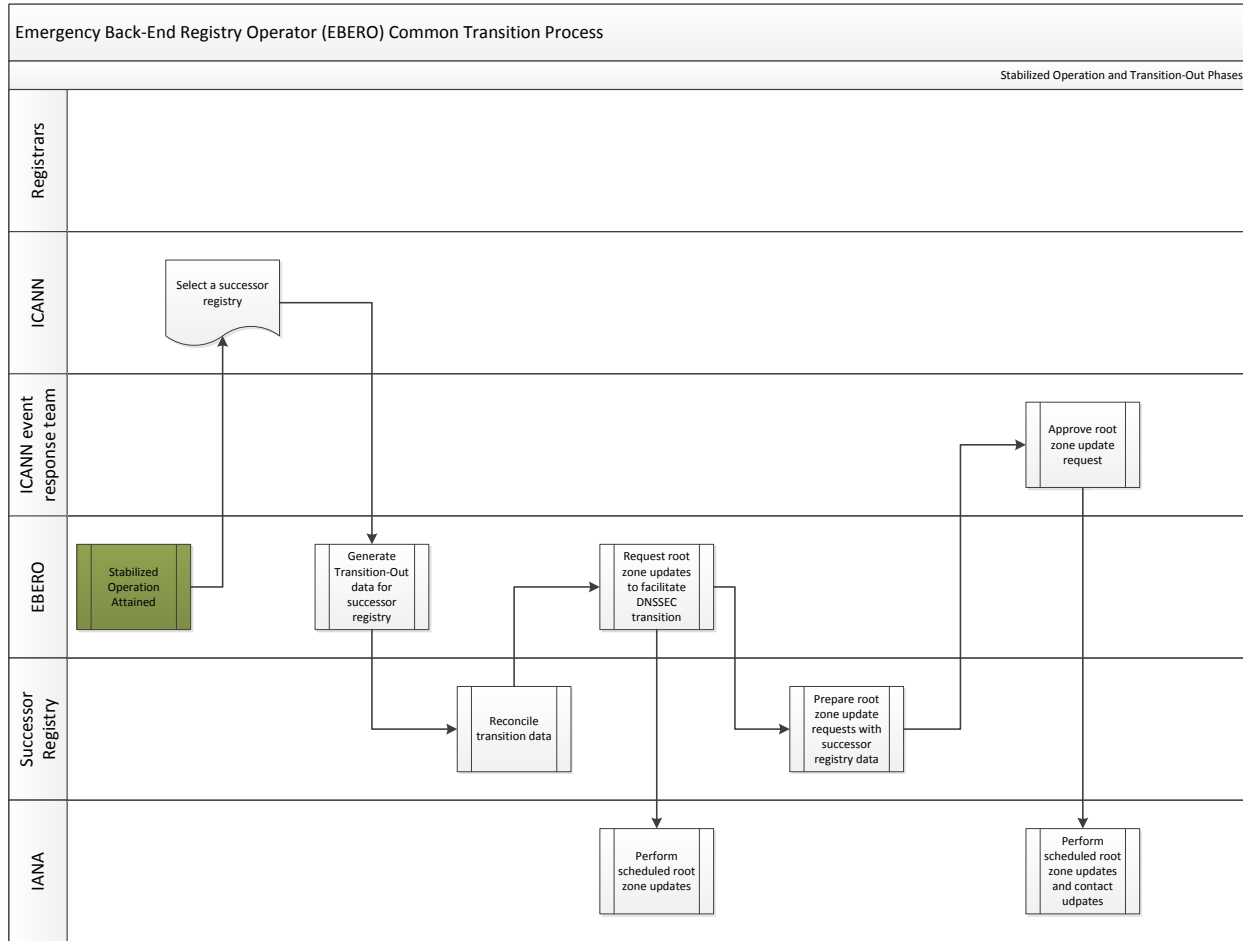 Emergency Back-End Registry Operator (EBERO) Common Transition Process
Stabilized Operation and Transition-Out Phases
Registrars
ICANN
Select a successor
registry
ICANN event
response team
Approve root
zone update
request
EBERO
Stabilized
Operation
Attained
Generate
Transition-Out
data for
successor
registry
Request root
zone updates
to facilitate
DNSSEC
transition
Successor
Registry
Reconcile
transition data
Prepare root
zone update
requests with
successor
registry data
IANA
Perform
scheduled root
zone updates
Perform
scheduled root
zone updates
and contact
udpates